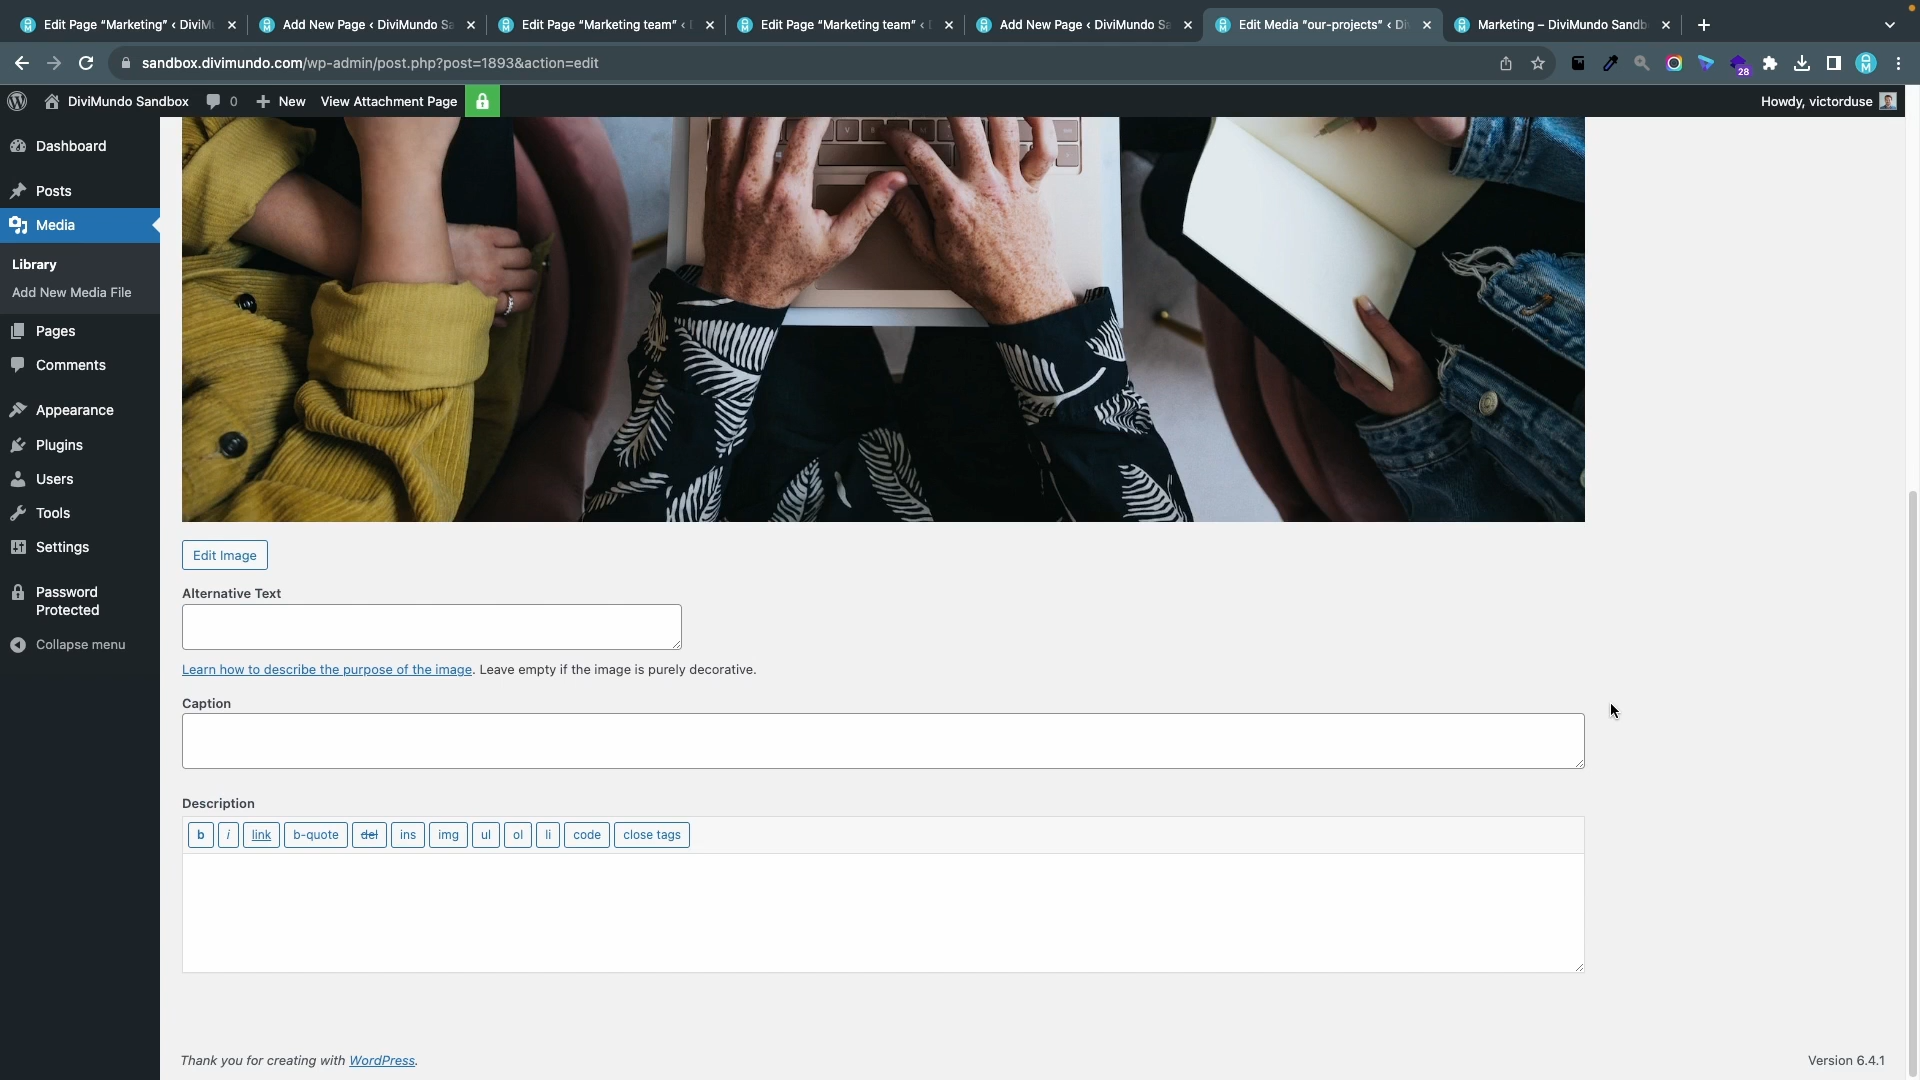 Edit Page “Marketing” ‹ DiviM
Add New Page ‹ DiviMundo Sa
Edit Page “Marketing team” ‹
Edit Page “Marketing team” ‹
Add New Page ‹ DiviMundo Sa
Edit Media “our-projects” ‹ Di
Marketing – DiviMundo Sandb
sandbox.divimundo.com/wp-admin/post.php?post=1893&action=edit
28
DiviMundo Sandbox
0
New
View Attachment Page
Howdy, victorduse
Dashboard
Posts
Media
Library
Add New Media File
Pages
Comments
Appearance
Plugins
Users
Tools
Settings
Password
Protected
Collapse menu
Edit Image
Alternative Text
Learn how to describe the purpose of the image. Leave empty if the image is purely decorative.
Caption
Description
b
i
link
b-quote
del
ins
img
ul
ol
li
code
close tags
Thank you for creating with WordPress.
Version 6.4.1